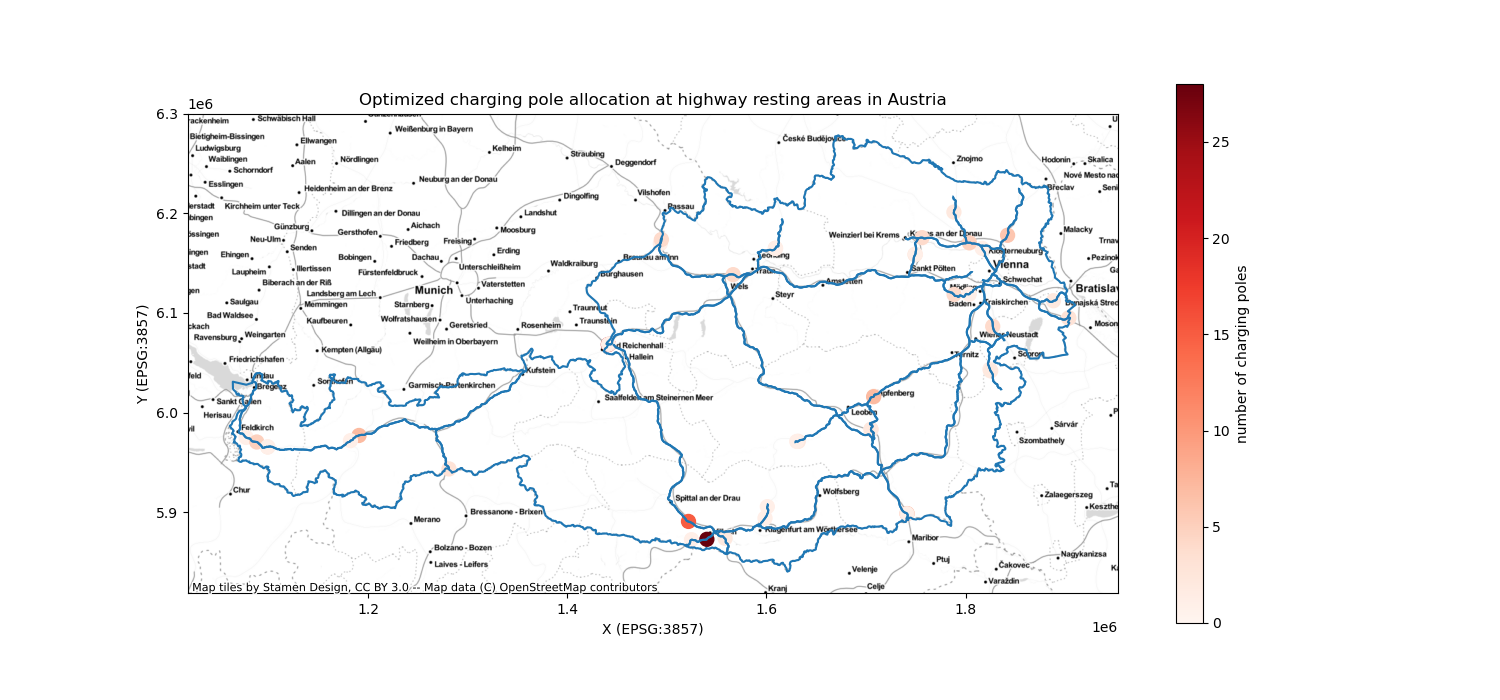 Optimized charging pole allocation at highway resting areas in Austria
1e6
6.3
6.2
6.1
6.0
5.9
Y (EPSG:3857)
Schwäbisch Hall
Weißenburg in Bayern
Bietigheim-Bissingen
Ellwangen
Ludwigsburg
Kelheim
Straubing
České Budějovice
Waiblingen
Aalen
Nördlingen
Deggendorf
Znojmo
Hodonín
Skalica
Schorndorf
Nové Mesto nad
Esslingen
Heidenheim an der Brenz
Neuburg an der Donau
Dingolfing
Vilshofen
Břeclav
Kirchheim unter Teck
Dillingen an der Donau
Landshut
Passau
Günzburg
Gersthofen
Aichach
Moosburg
Weinzierl bei Krems
Krems an der Donau
Malacky
Neu-Ulm
Senden
Friedberg
Freising
Ehingen
Bobingen
Dachau
Erding
Braunau am Inn
Leonding
Klosterneuburg
Pezinok
Laupheim
Illertissen
Fürstenfeldbruck
Unterschleißheim
Waldkraiburg
Burghausen
Traun
Sankt Pölten
Vienna
Biberach an der Riß
Munich
Vaterstetten
Wels
Amstetten
Schwechat
Landsberg am Lech
Unterhaching
Steyr
Mödling
Bratislava
Saulgau
Memmingen
Starnberg
Traunreut
Baden
Traiskirchen
Dunajská Streda
Bad Waldsee
Kaufbeuren
Wolfratshausen
Geretsried
Rosenheim
Traunstein
Weingarten
Ravensburg
Weilheim in Oberbayern
Wiener Neustadt
Kempten (Allgäu)
Bad Reichenhall
Friedrichshafen
Hallein
Ternitz
Sopron
Lindau
Kufstein
Bregenz
Sonthofen
Garmisch-Partenkirchen
Sankt Gallen
Saalfelden am Steinernen Meer
Kapfenberg
Herisau
Leoben
Feldkirch
Sárvár
Szombathely
Chur
Spittal an der Drau
Wolfsberg
Zalaegerszeg
Merano
Bressanone - Brixen
Villach
Klagenfurt am Wörthersee
Maribor
Bolzano - Bozen
Nagykanizsa
Laives - Leifers
Ptuj
Čakovec
Velenje
Varaždin
Kranj
Celje
Map tiles by Stamen Design, CC BY 3.0 -- Map data (C) OpenStreetMap contributors
1.2
1.4
1.6
1.8
1e6
X (EPSG:3857)
25
20
15
10
5
0
number of charging poles